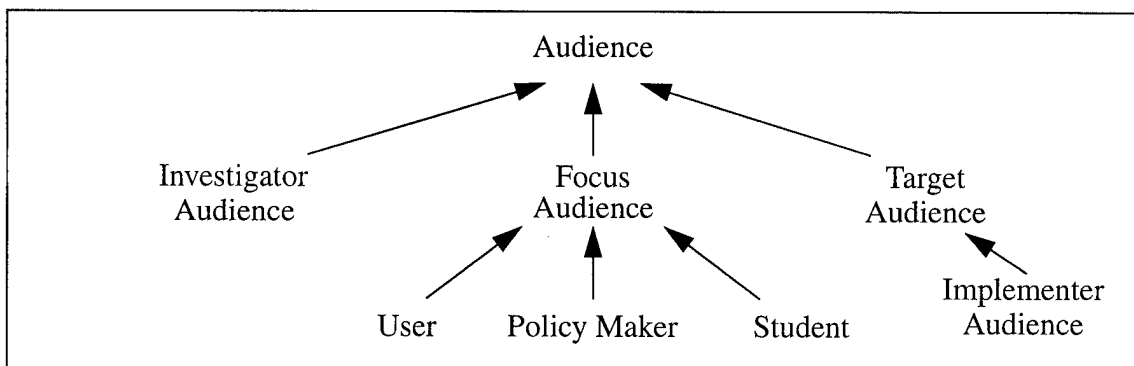 Audience
Investigator
Audience
Focus
Audience
Target
Audience
User
Policy Maker
Student
Implementer
Audience